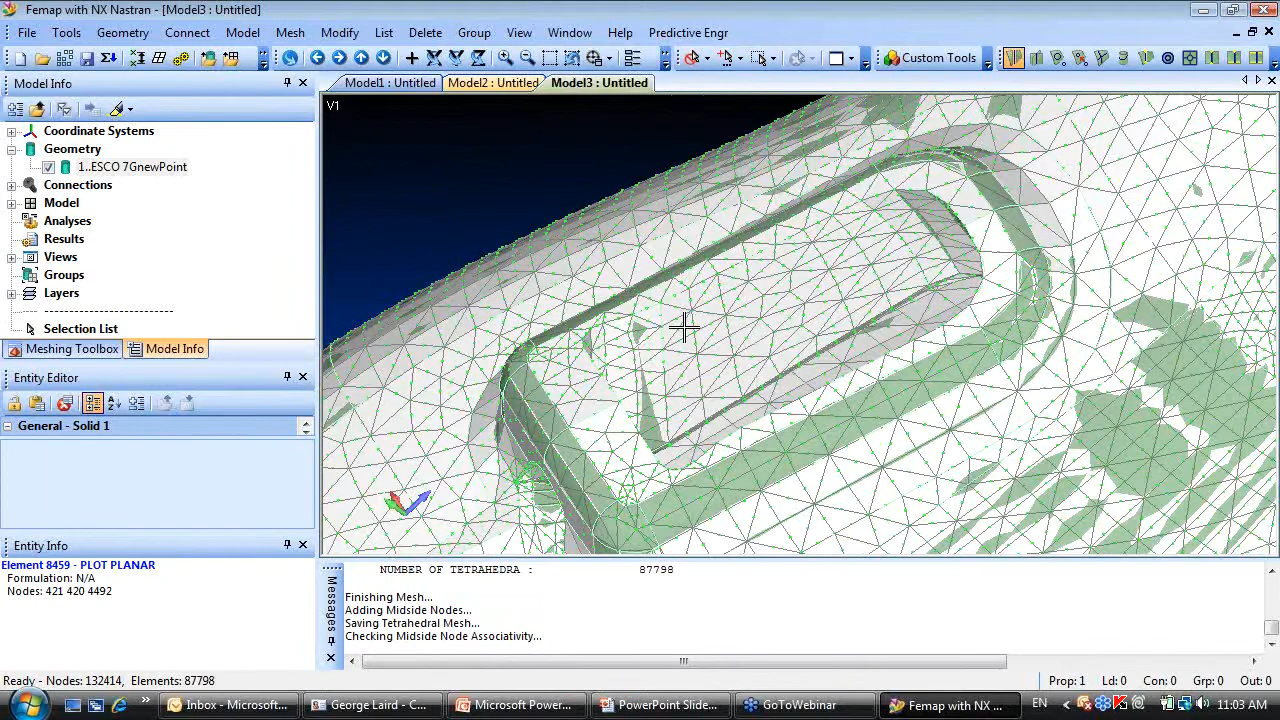 Femap with NX Nastran - [Model3 : Untitled]
File Tools Geometry Connect Model Mesh Modify List Delete Group View Window Help Predictive Engr
Custom Tools
Model Info
Model1 : Untitled Model2 : Untitled Model3 : Untitled
V1
Coordinate Systems
Geometry
1..ESCO 7GnewPoint
Connections
Model
Analyses
Results
Views
Groups
Layers
Selection List
Meshing Toolbox Model Info
Entity Editor
General - Solid 1
Entity Info
Element 8459 - PLOT PLANAR
Formulation: N/A
Nodes: 421 420 4492
Messages
NUMBER OF TETRAHEDRA : 87798
Finishing Mesh...
Adding Midside Nodes...
Saving Tetrahedral Mesh...
Checking Midside Node Associativity...
Ready - Nodes: 132414, Elements: 87798 Prop: 1 Ld: 0 Con: 0 Grp: 0 Out: 0
Inbox - Microsoft... George Laird - C... Microsoft Power... PowerPoint Slide... GoToWebinar Femap with NX ... EN 11:03 AM